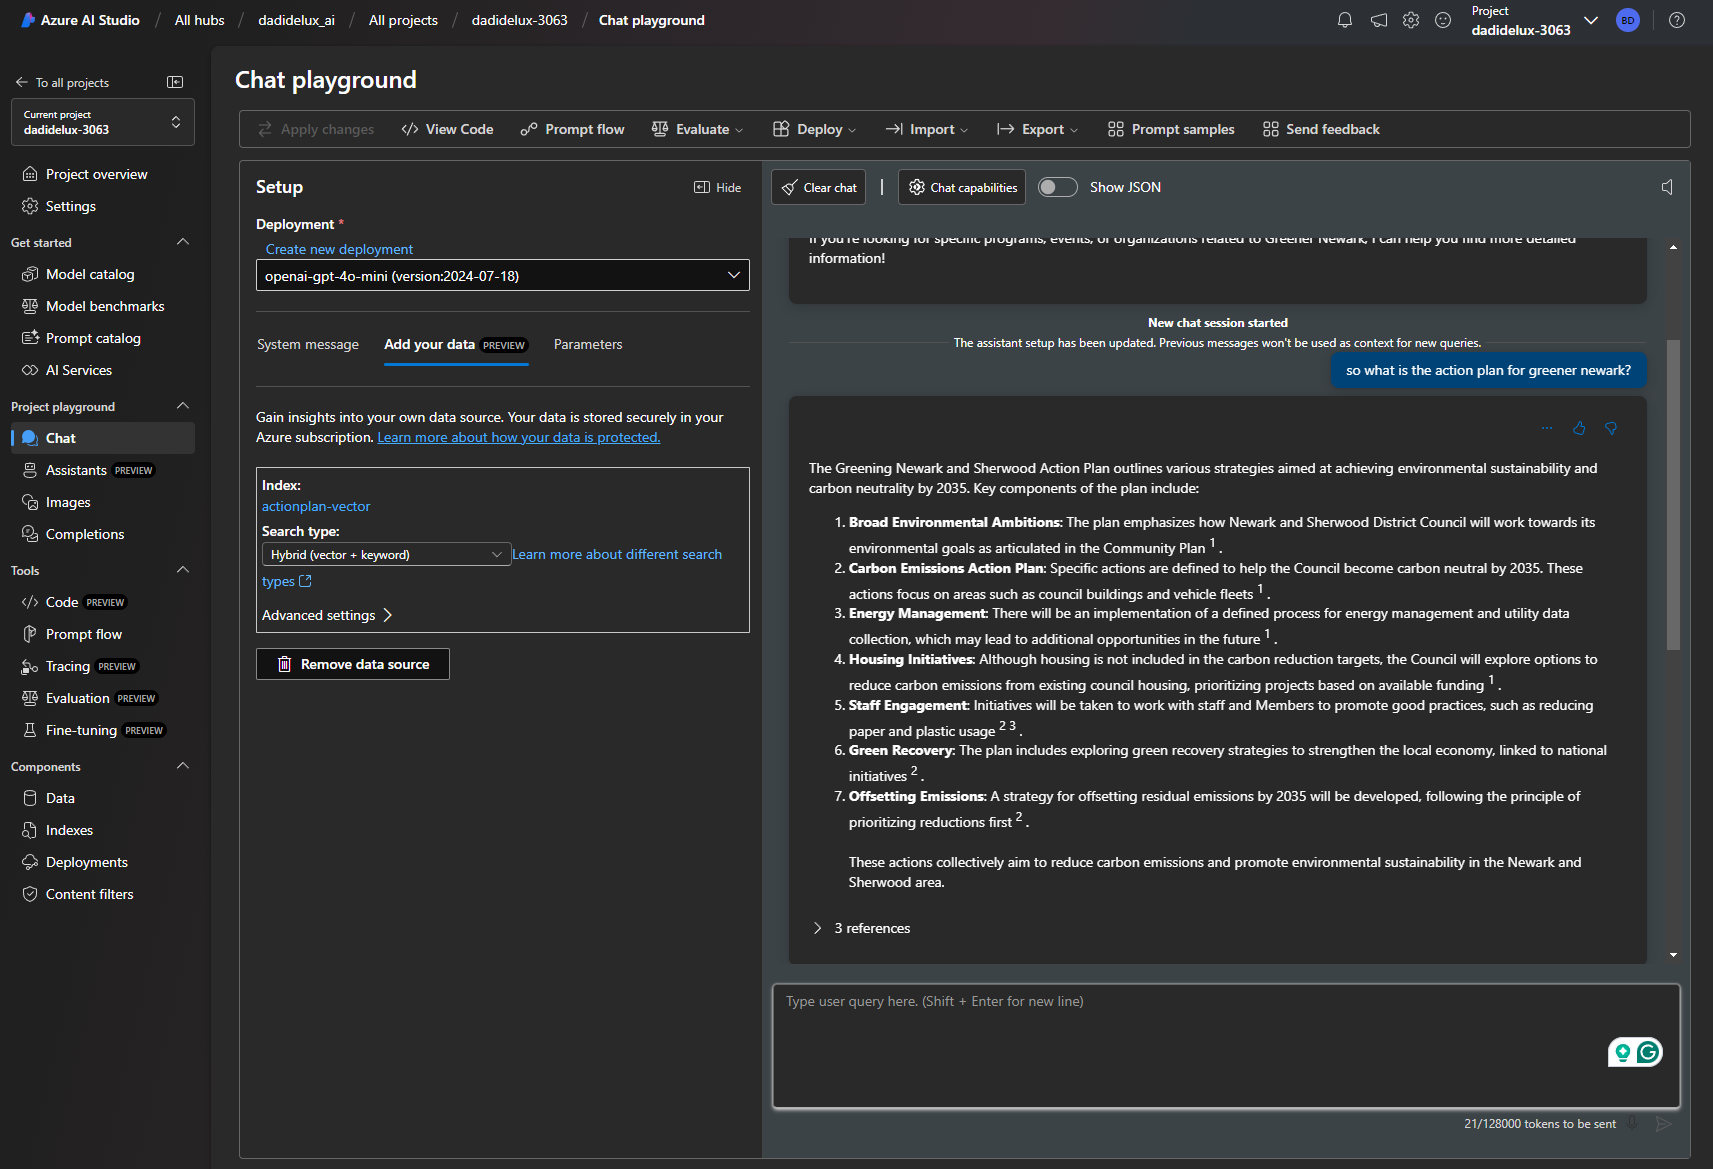 Azure AI Studio / All hubs / dadidelux_ai / All projects / dadidelux-3063 / Chat playground
Project
dadidelux-3063
BD
To all projects
Current project
dadidelux-3063
Project overview
Settings
Get started
Model catalog
Model benchmarks
Prompt catalog
AI Services
Project playground
Chat
Assistants PREVIEW
Images
Completions
Tools
Code PREVIEW
Prompt flow
Tracing PREVIEW
Evaluation PREVIEW
Fine-tuning PREVIEW
Components
Data
Indexes
Deployments
Content filters
Chat playground
Apply changes View Code Prompt flow Evaluate Deploy Import Export Prompt samples Send feedback
Setup
Hide
Deployment *
Create new deployment
openai-gpt-4o-mini (version:2024-07-18)
System message Add your data PREVIEW Parameters
Gain insights into your own data source. Your data is stored securely in your
Azure subscription. Learn more about how your data is protected.
Index:
actionplan-vector
Search type:
Hybrid (vector + keyword) Learn more about different search
types
Advanced settings
Remove data source
Clear chat | Chat capabilities Show JSON
If you're looking for specific programs, events, or organizations related to Greener Newark, I can help you find more detailed
information!
New chat session started
The assistant setup has been updated. Previous messages won't be used as context for new queries.
so what is the action plan for greener newark?
The Greening Newark and Sherwood Action Plan outlines various strategies aimed at achieving environmental sustainability and
carbon neutrality by 2035. Key components of the plan include:
1. Broad Environmental Ambitions: The plan emphasizes how Newark and Sherwood District Council will work towards its
environmental goals as articulated in the Community Plan 1 .
2. Carbon Emissions Action Plan: Specific actions are defined to help the Council become carbon neutral by 2035. These
actions focus on areas such as council buildings and vehicle fleets 1 .
3. Energy Management: There will be an implementation of a defined process for energy management and utility data
collection, which may lead to additional opportunities in the future 1 .
4. Housing Initiatives: Although housing is not included in the carbon reduction targets, the Council will explore options to
reduce carbon emissions from existing council housing, prioritizing projects based on available funding 1 .
5. Staff Engagement: Initiatives will be taken to work with staff and Members to promote good practices, such as reducing
paper and plastic usage 2 3 .
6. Green Recovery: The plan includes exploring green recovery strategies to strengthen the local economy, linked to national
initiatives 2 .
7. Offsetting Emissions: A strategy for offsetting residual emissions by 2035 will be developed, following the principle of
prioritizing reductions first 2 .
These actions collectively aim to reduce carbon emissions and promote environmental sustainability in the Newark and
Sherwood area.
3 references
Type user query here. (Shift + Enter for new line)
21/128000 tokens to be sent